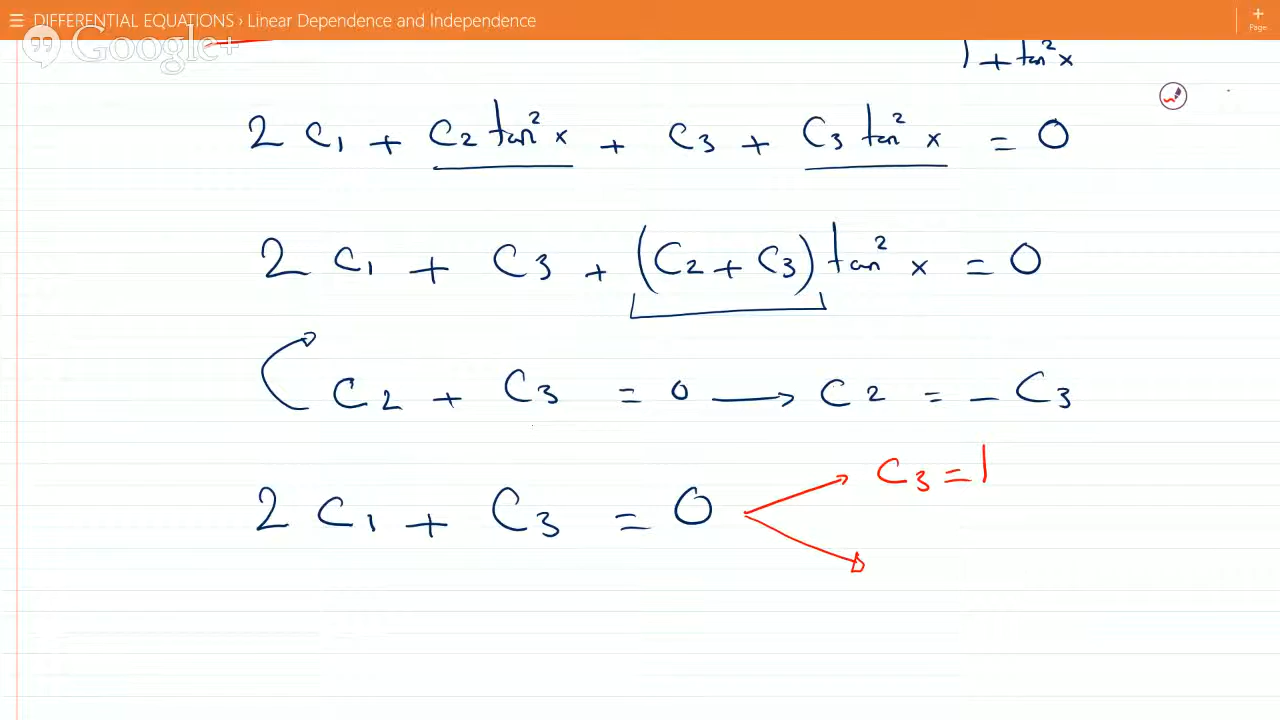 DIFFERENTIAL EQUATIONS › Linear Dependence and Independence
+ Page
Google+
1 + tan² x
2 C1 + C2 tan² x + C3 + C3 tan² x = 0
2 C1 + C3 + (C2 + C3) tan² x = 0
C2 + C3 = 0 → C2 = - C3
C3 = 1
2 C1 + C3 = 0